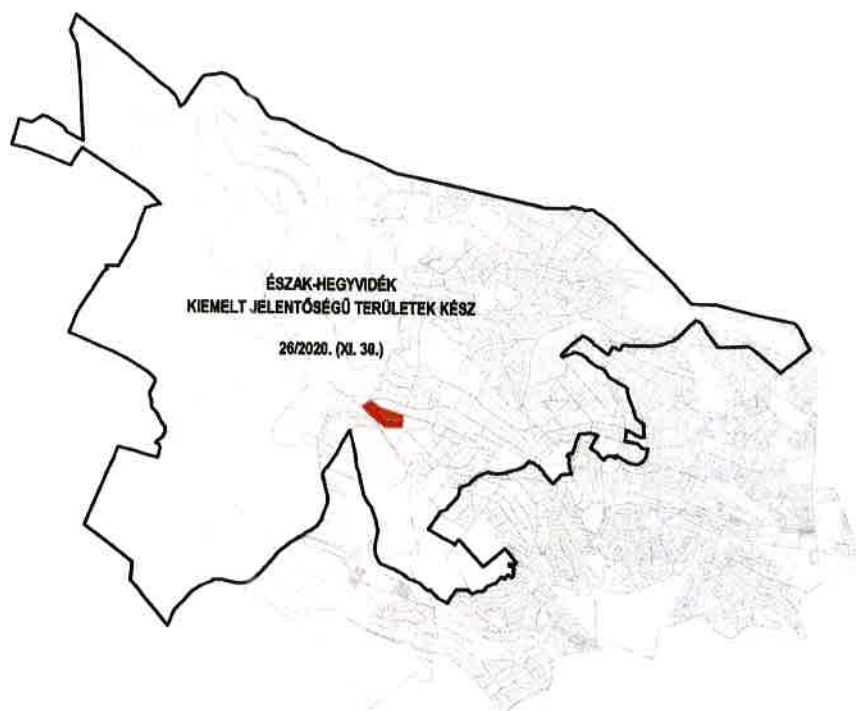 ÉSZAK-HEGYVIDÉK
KIEMELT JELENTŐSÉGŰ TERÜLETEK KÉSZ
26/2020. (XI. 30.)